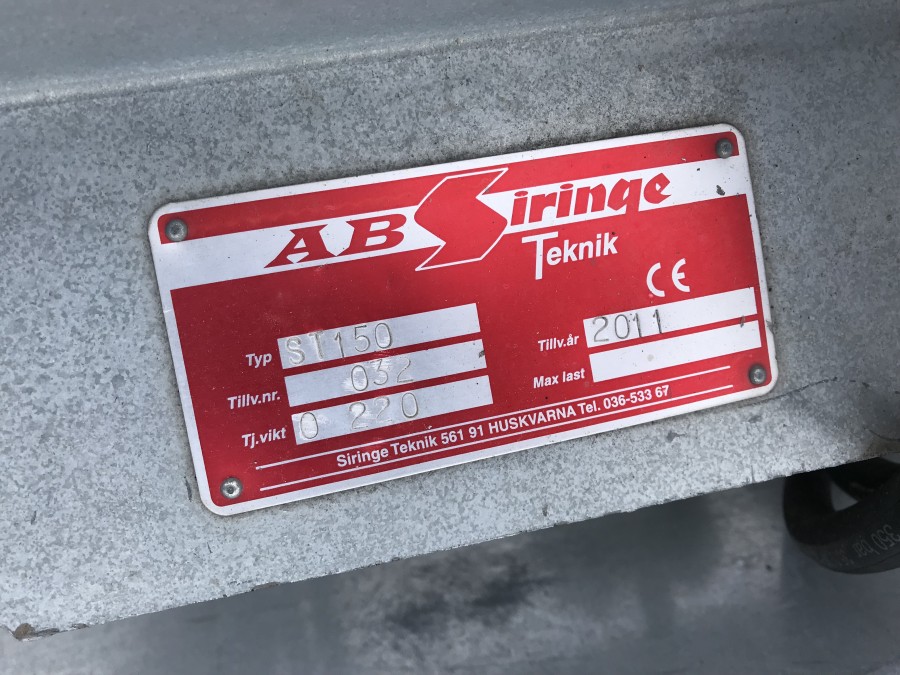 AB Siringe
Teknik
CE
Typ ST150
Tillv.nr. 032
Tj.vikt 0 220
Tillv.år 2011
Max last
Siringe Teknik 561 91 HUSKVARNA Tel. 036-533 67